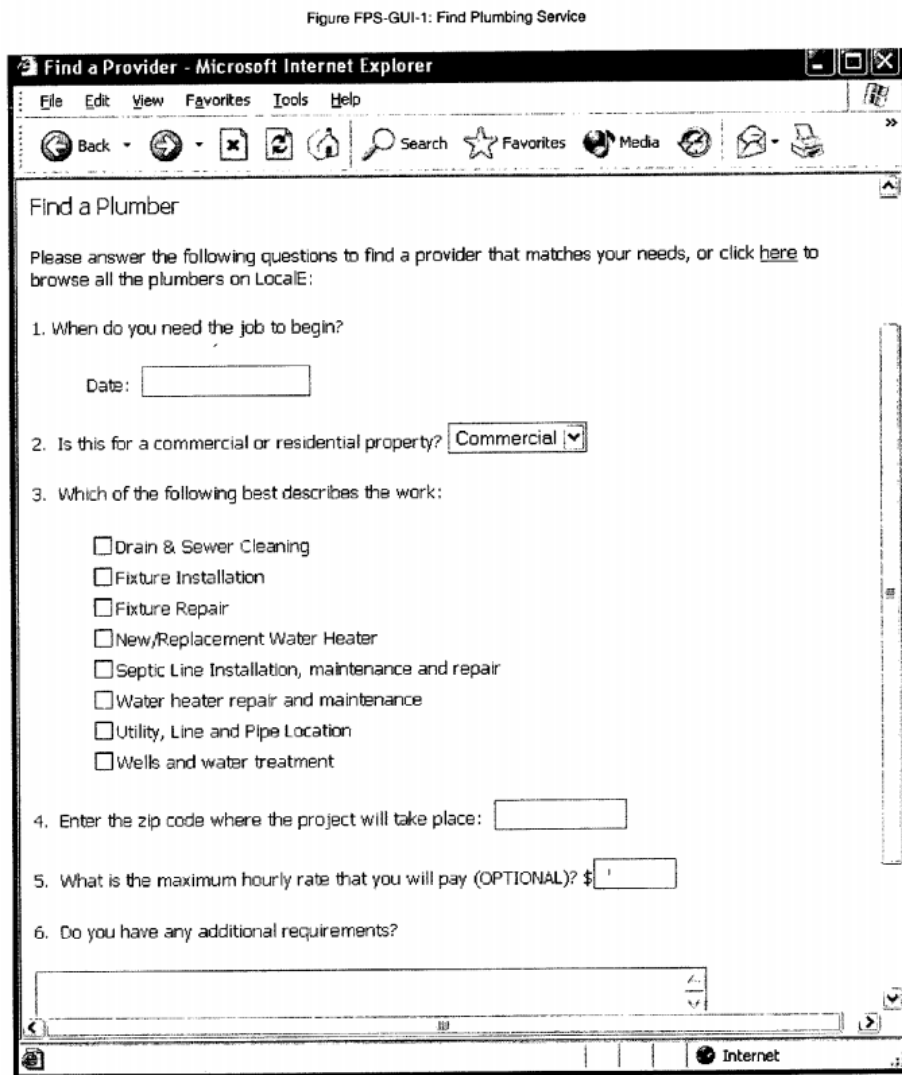 Figure FPS-GUI-1: Find Plumbing Service
Find a Provider - Microsoft Internet Explorer
File Edit View Favorites Tools Help
Back Search Favorites Media »
Find a Plumber
Please answer the following questions to find a provider that matches your needs, or click here to
browse all the plumbers on LocalE:
1. When do you need the job to begin?
Date:
2. Is this for a commercial or residential property? Commercial
3. Which of the following best describes the work:
Drain & Sewer Cleaning
Fixture Installation
Fixture Repair
New/Replacement Water Heater
Septic Line Installation, maintenance and repair
Water heater repair and maintenance
Utility, Line and Pipe Location
Wells and water treatment
4. Enter the zip code where the project will take place:
5. What is the maximum hourly rate that you will pay (OPTIONAL)? $
6. Do you have any additional requirements?
Internet